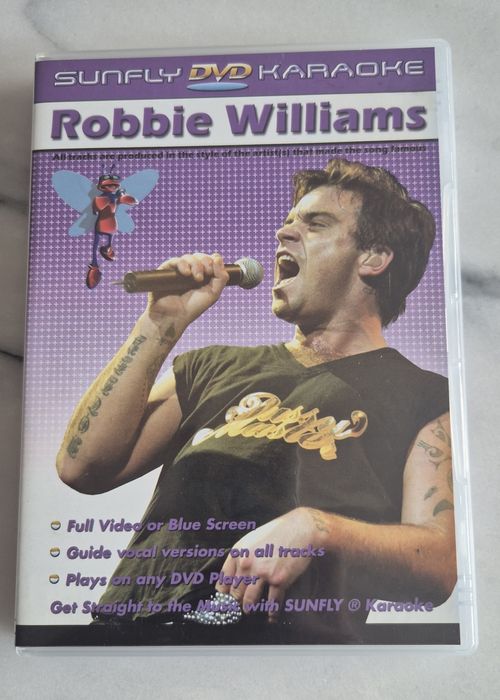 SUNFLY DVD KARAOKE
Robbie Williams
All tracks are produced in the style of the artist(s) that made the song famous
Full Video or Blue Screen
Guide vocal versions on all tracks
Plays on any DVD Player
Get Straight to the Music with SUNFLY ® Karaoke